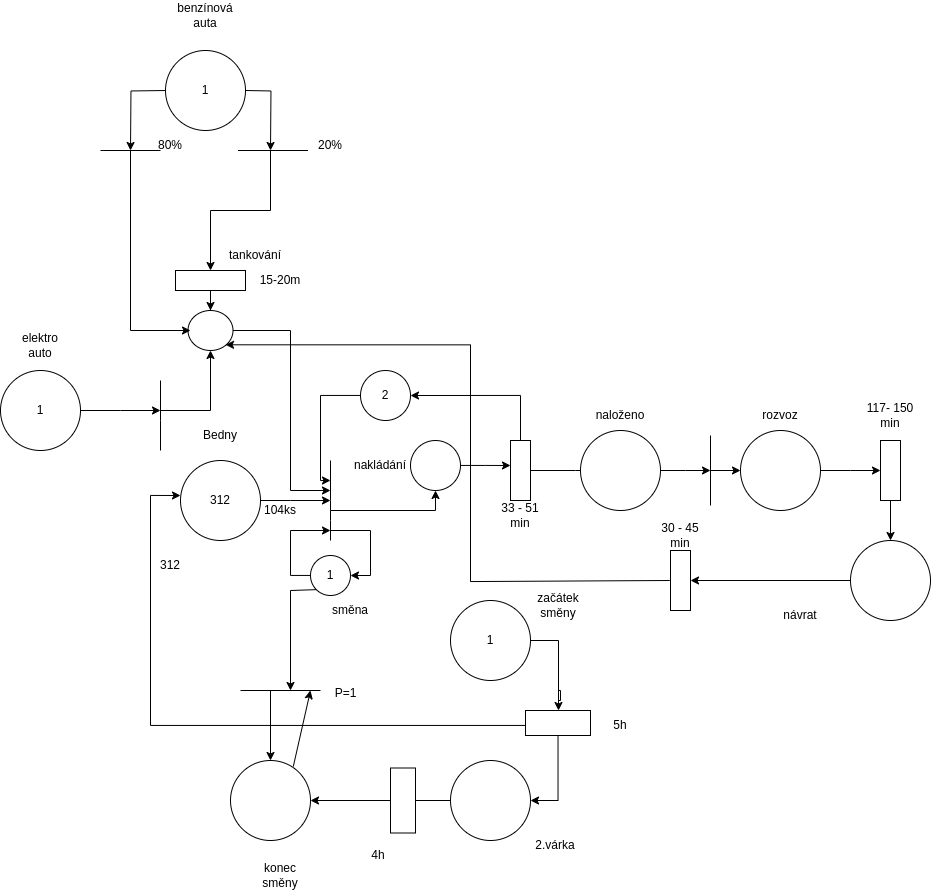 benzínová
auta
1
80%
20%
tankování
15-20m
elektro
auto
1
2
117- 150
min
naloženo
rozvoz
Bedny
nakládání
312
104ks
33 - 51
min
30 - 45
min
312
1
směna
začátek
směny
návrat
1
P=1
5h
2.várka
4h
konec
směny